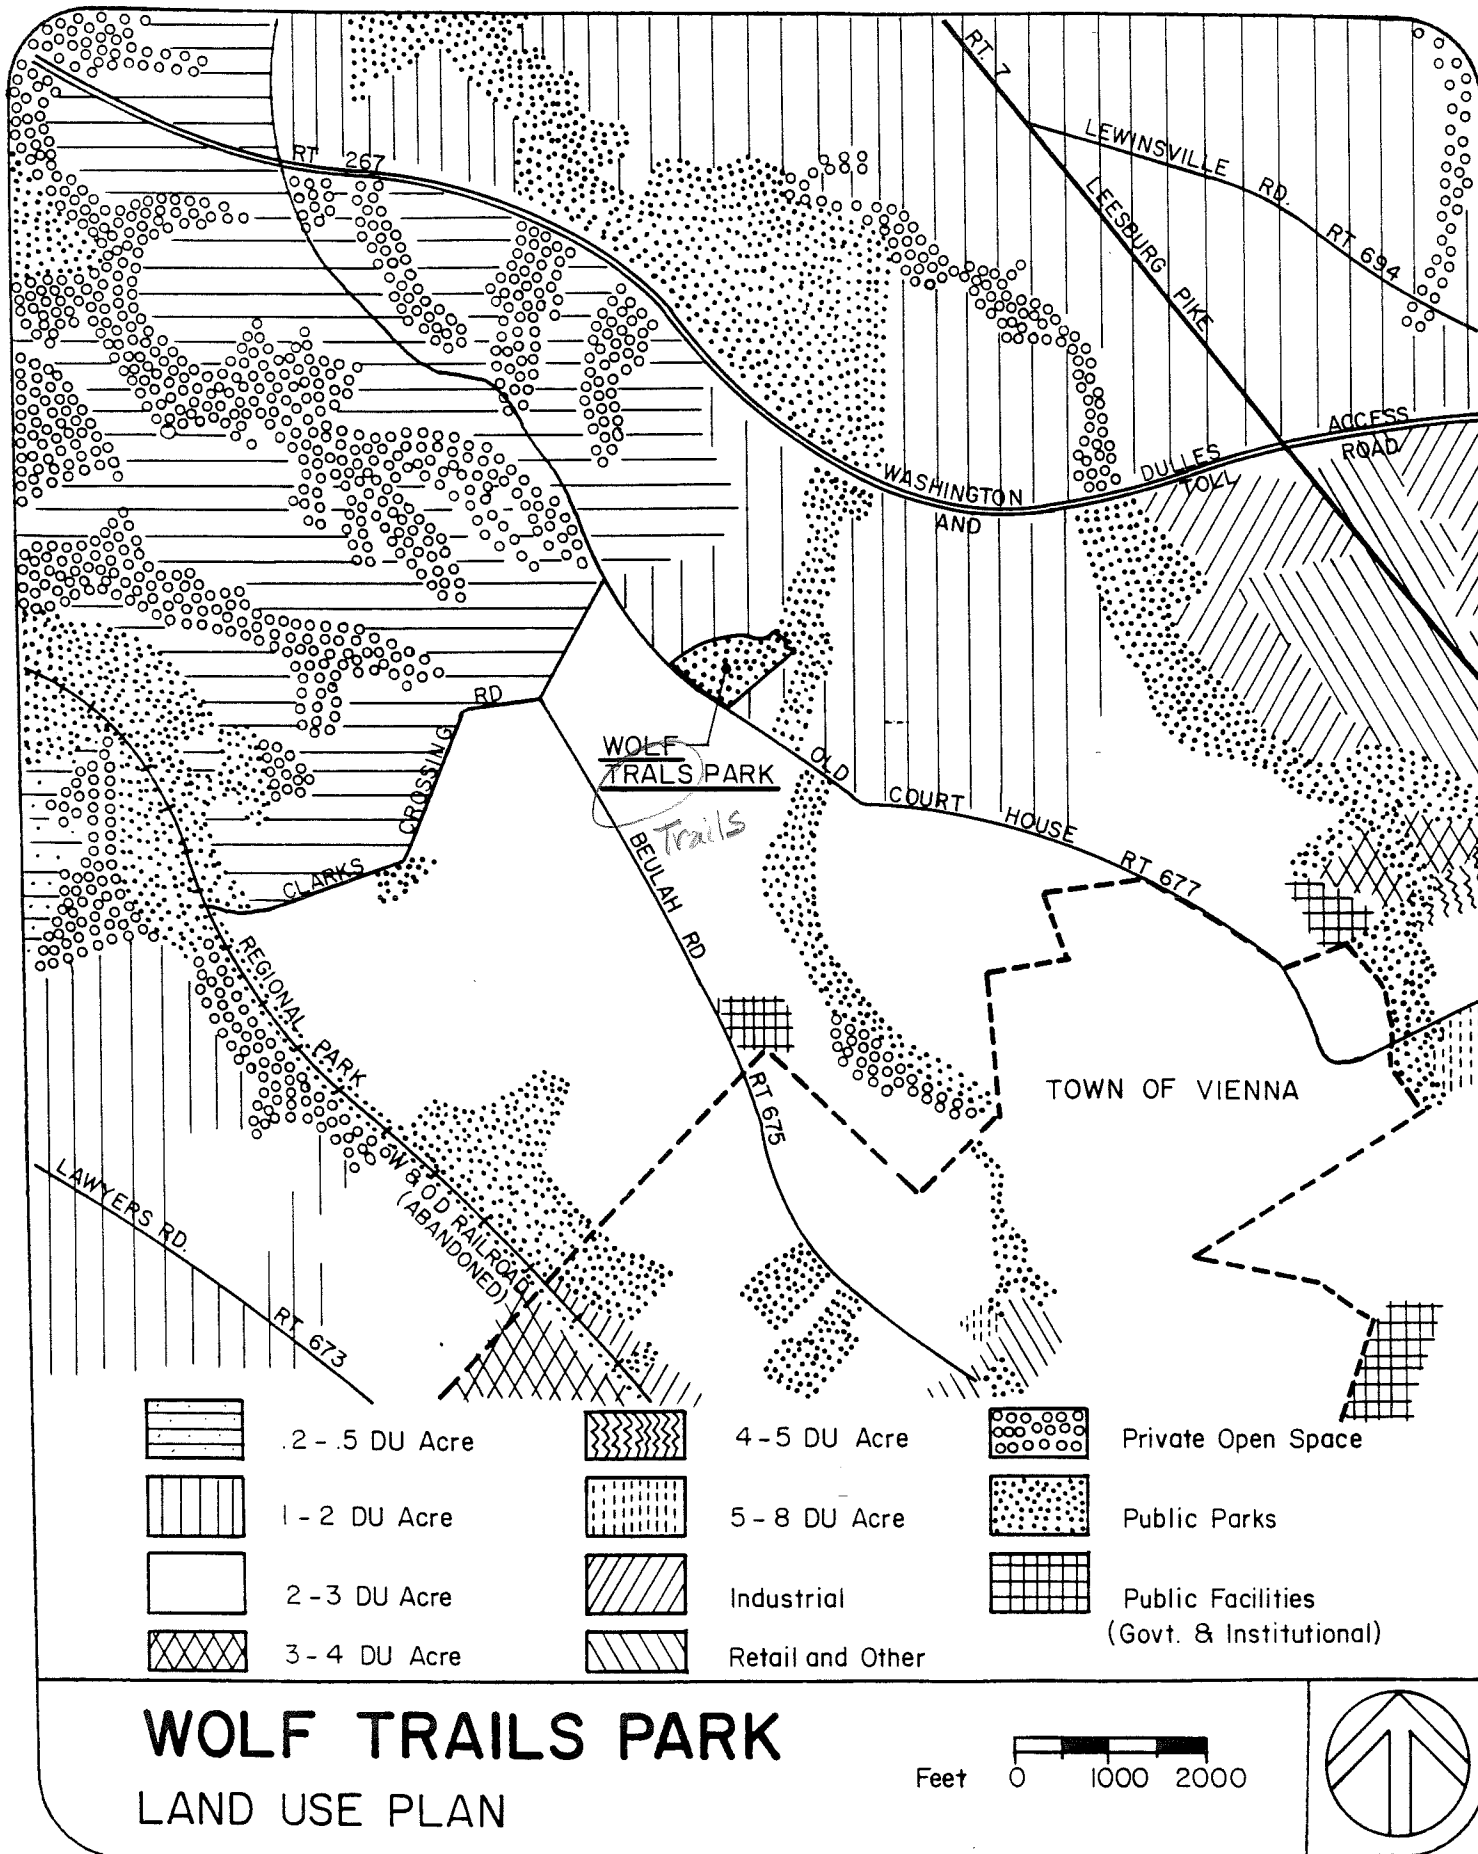 RT. 7
LEWINSVILLE RD.
RT 694
LEESBURG PIKE
RT 267
WASHINGTON
AND
DULLES
TOLL
ACCESS
ROAD
CROSSING RD
CLARKS
WOLF
TRALS PARK
Trails
OLD COURT HOUSE
RT 677
BEULAH RD
RT 675
REGIONAL PARK
W & O D RAILROAD
(ABANDONED)
TOWN OF VIENNA
LAWYERS RD.
RT 673
.2-.5 DU Acre
1-2 DU Acre
2-3 DU Acre
3-4 DU Acre
4-5 DU Acre
5-8 DU Acre
Industrial
Retail and Other
Private Open Space
Public Parks
Public Facilities
(Govt. & Institutional)
WOLF TRAILS PARK
LAND USE PLAN
Feet 0 1000 2000